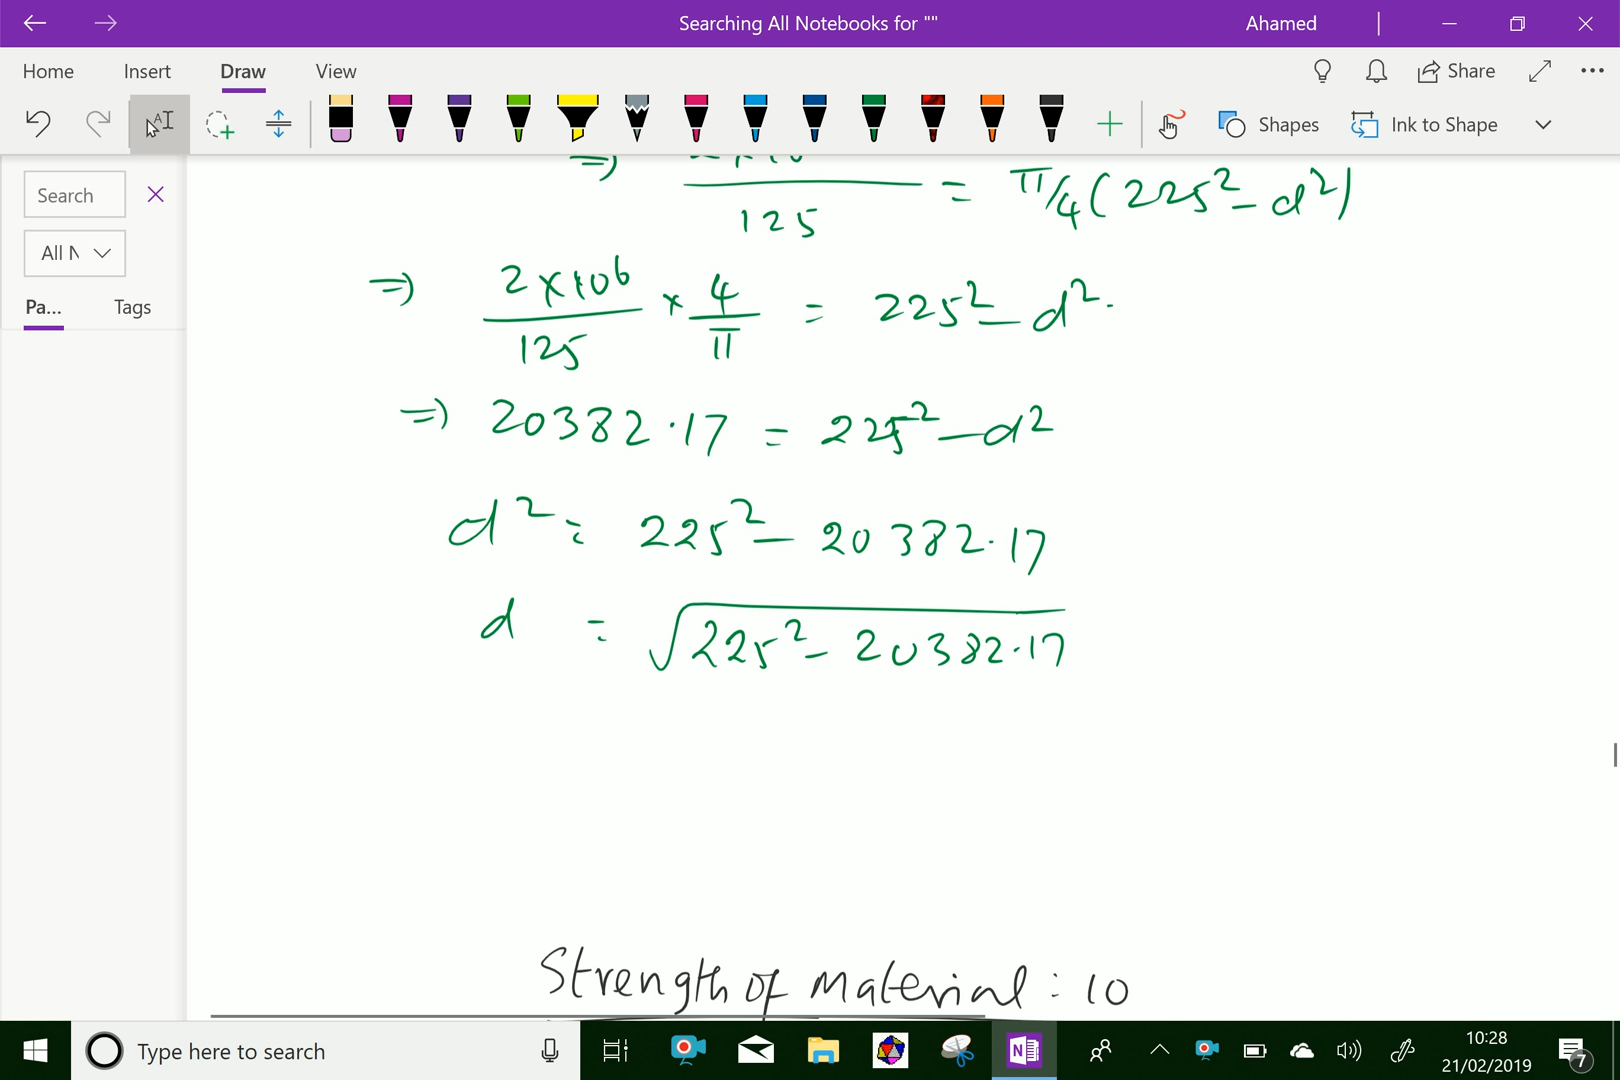 Searching All Notebooks for ""
Ahamed
Home Insert Draw View
Share
Shapes
Ink to Shape
Search
All N
Pa... Tags
⇒ /125 = π/4 (225² - d²)
⇒ 2×10⁶/125 × 4/π = 225² - d².
⇒ 20382.17 = 225² - d²
d² = 225² - 20382.17
d = √225² - 20382.17
Strength of material : 10
Type here to search
10:28
21/02/2019
7